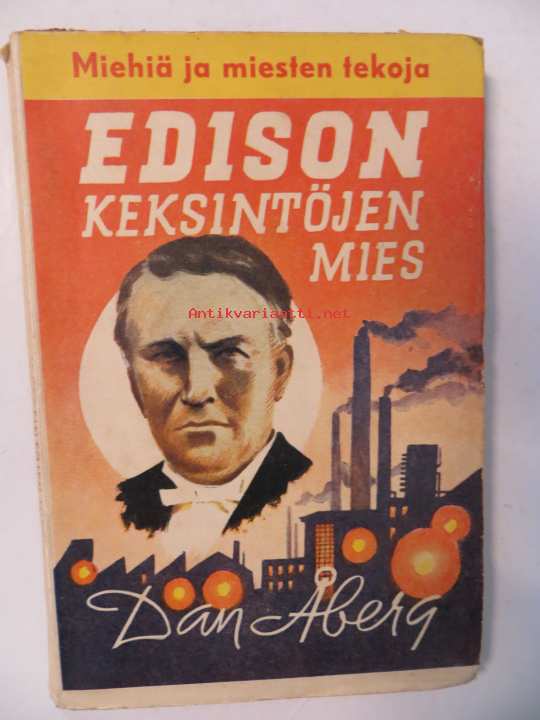 Miehiä ja miesten tekoja
EDISON
KEKSINTÖJEN
MIES
Antikvariaatti.net
Dan Åberg